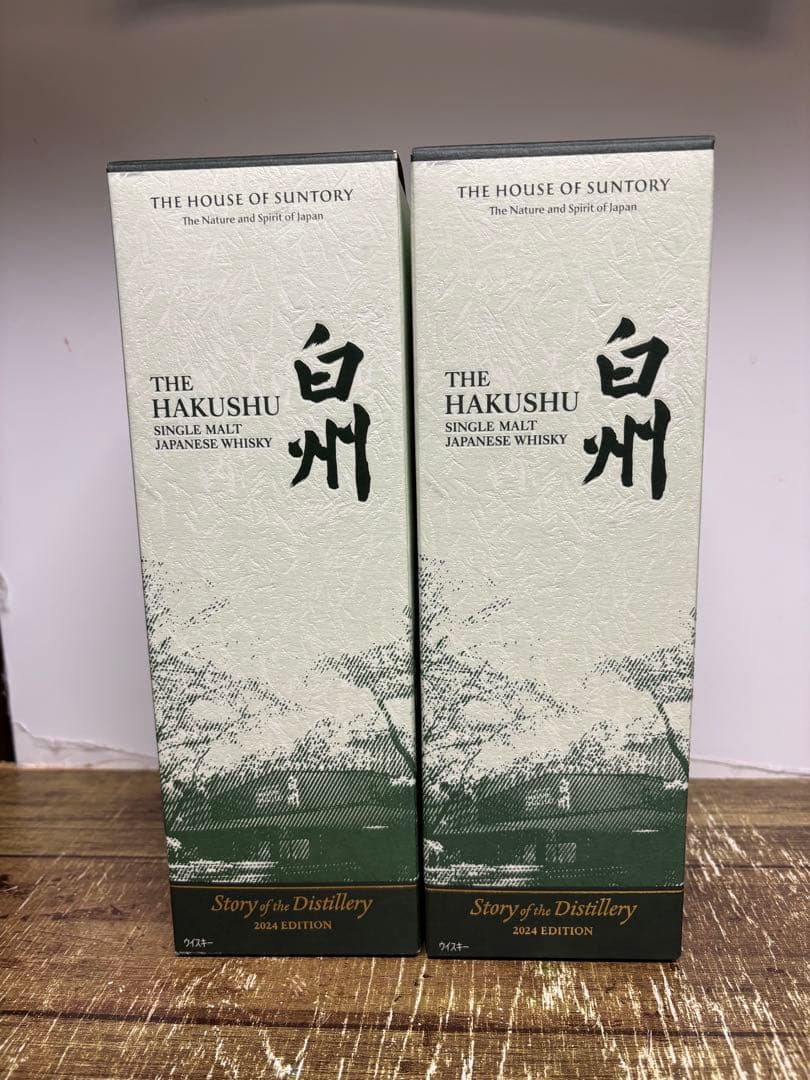 THE HOUSE OF SUNTORY
The Nature and Spirit of Japan
THE
HAKUSHU
SINGLE MALT
JAPANESE WHISKY
白州
Story of the Distillery
2024 EDITION
ウイスキー
THE HOUSE OF SUNTORY
The Nature and Spirit of Japan
THE
HAKUSHU
SINGLE MALT
JAPANESE WHISKY
白州
Story of the Distillery
2024 EDITION
ウイスキー